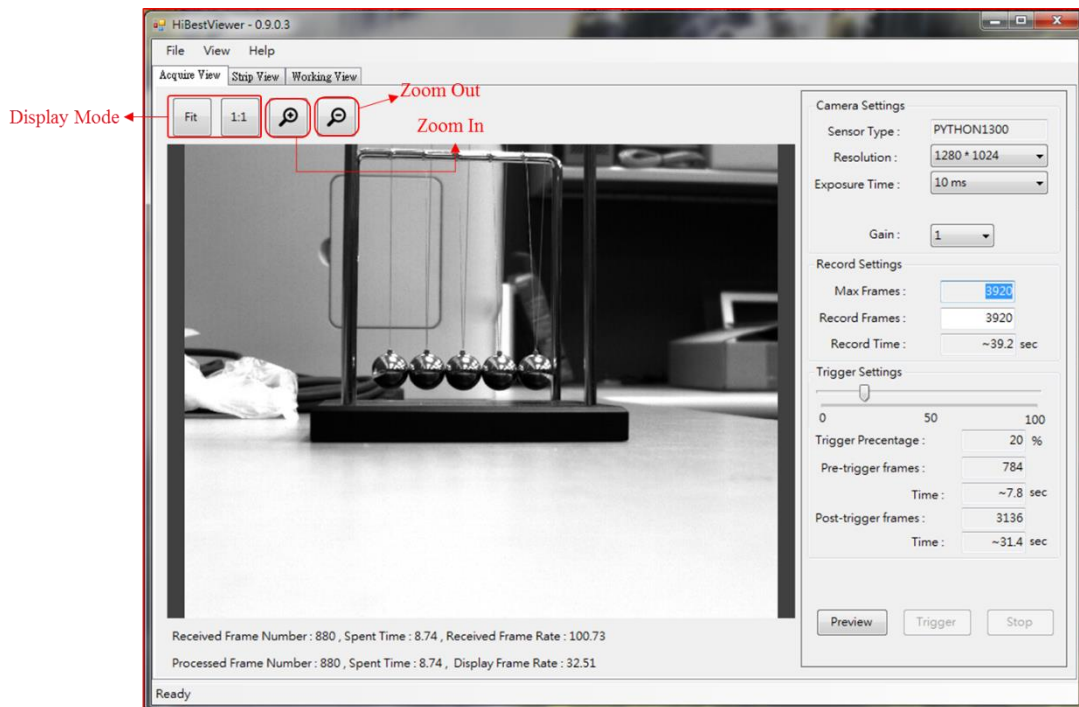 HiBestViewer - 0.9.0.3
File View Help
Acquire View Strip View Working View
Display Mode
Fit 1:1
Zoom Out
Zoom In
Camera Settings
Sensor Type : PYTHON1300
Resolution : 1280 * 1024
Exposure Time : 10 ms
Gain : 1
Record Settings
Max Frames : 3920
Record Frames : 3920
Record Time : ~39.2 sec
Trigger Settings
0 50 100
Trigger Precentage : 20 %
Pre-trigger frames : 784
Time : ~7.8 sec
Post-trigger frames : 3136
Time : ~31.4 sec
Preview Trigger Stop
Received Frame Number : 880 , Spent Time : 8.74 , Received Frame Rate : 100.73
Processed Frame Number : 880 , Spent Time : 8.74 , Display Frame Rate : 32.51
Ready